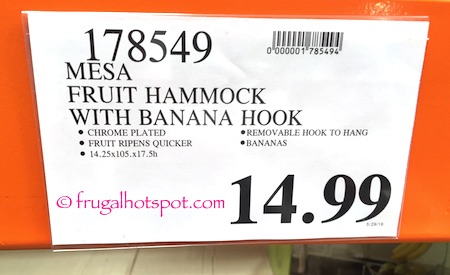 178549
0"000001"785494"
MESA
FRUIT HAMMOCK
WITH BANANA HOOK
• CHROME PLATED
• REMOVABLE HOOK TO HANG
• FRUIT RIPENS QUICKER
• BANANAS
• 14.25x105.x17.5h
© frugalhotspot.com
14.99